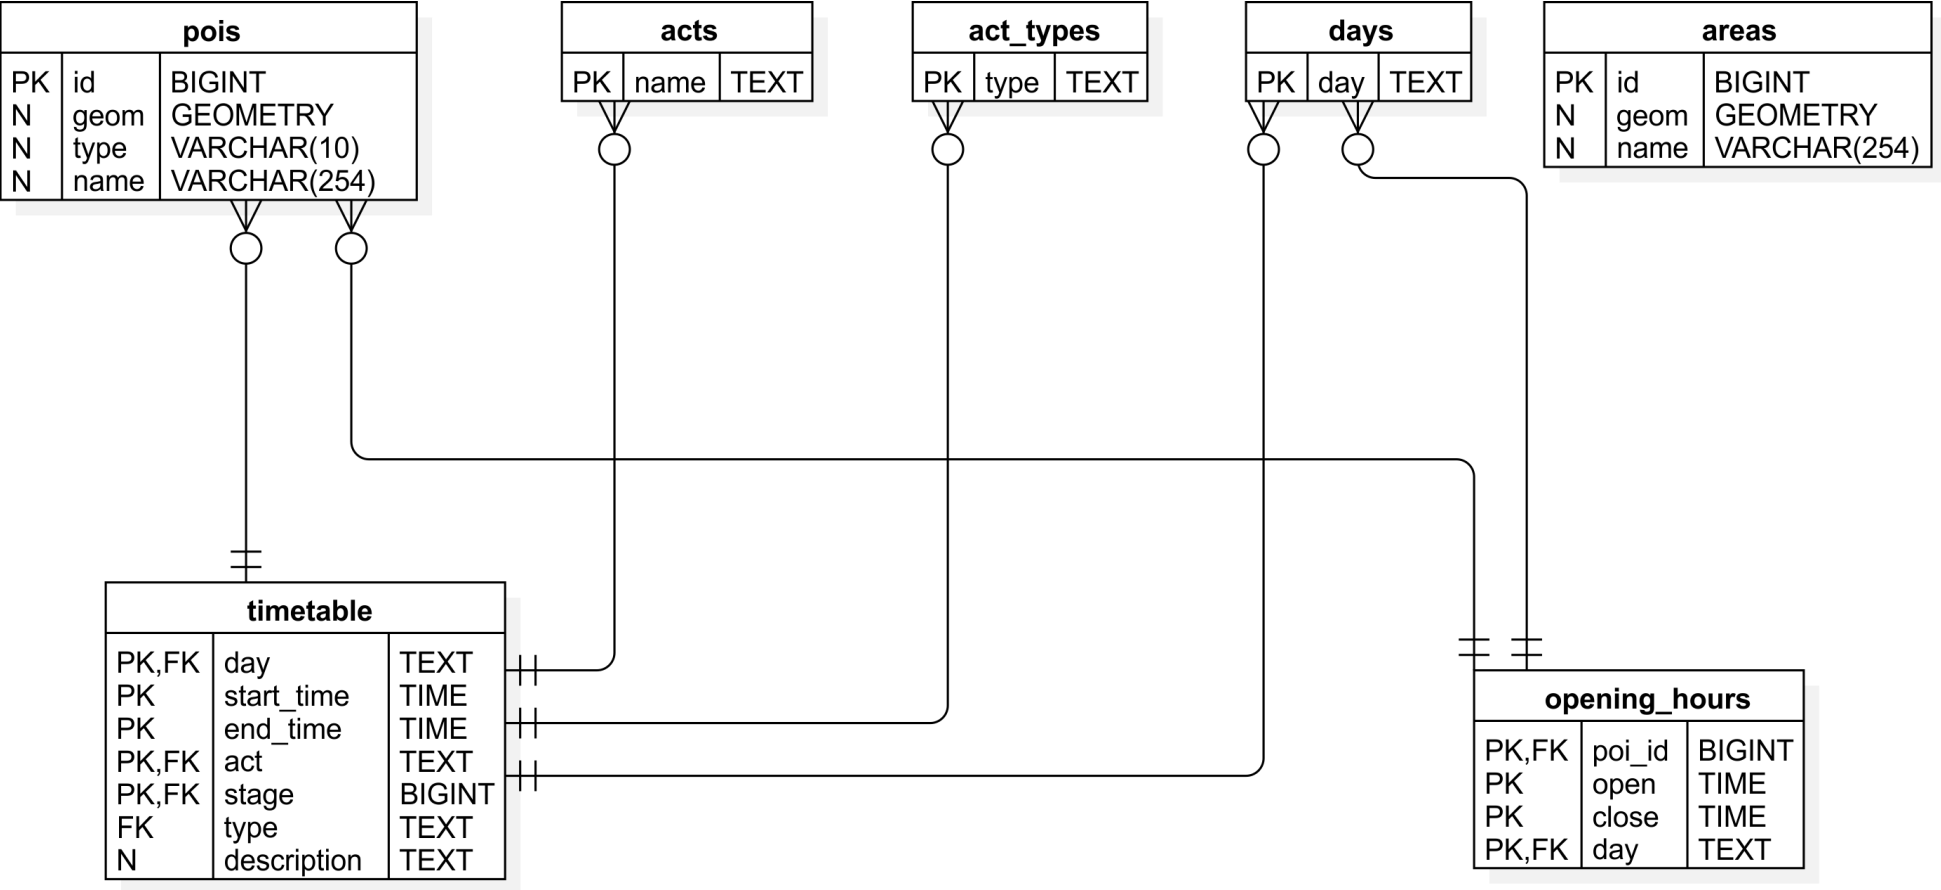 pois
PK id BIGINT
N geom GEOMETRY
N type VARCHAR(10)
N name VARCHAR(254)
acts
PK name TEXT
act_types
PK type TEXT
days
PK day TEXT
areas
PK id BIGINT
N geom GEOMETRY
N name VARCHAR(254)
timetable
PK,FK day TEXT
PK start_time TIME
PK end_time TIME
PK,FK act TEXT
PK,FK stage BIGINT
FK type TEXT
N description TEXT
opening_hours
PK,FK poi_id BIGINT
PK open TIME
PK close TIME
PK,FK day TEXT